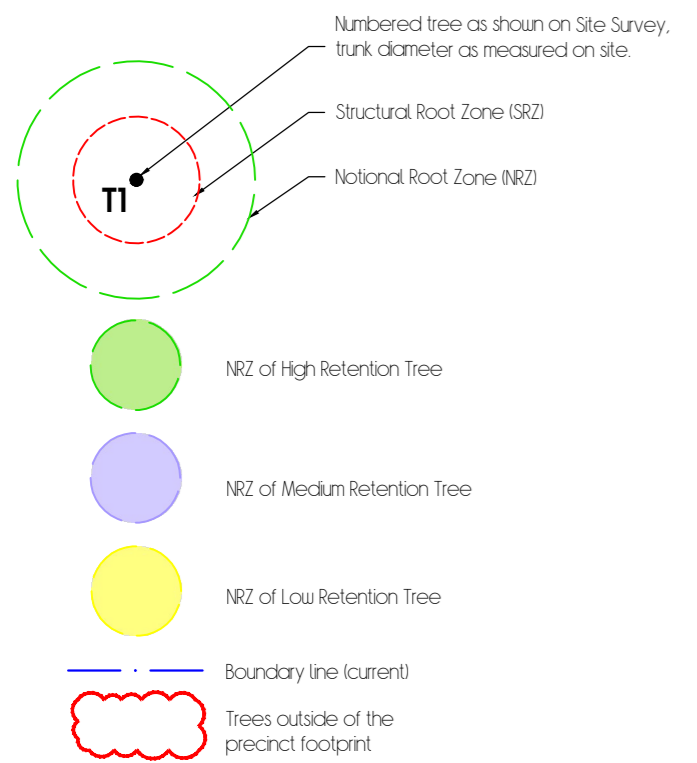 Numbered tree as shown on Site Survey,
trunk diameter as measured on site.
Structural Root Zone (SRZ)
Notional Root Zone (NRZ)
T1
NRZ of High Retention Tree
NRZ of Medium Retention Tree
NRZ of Low Retention Tree
Boundary line (current)
Trees outside of the
precinct footprint